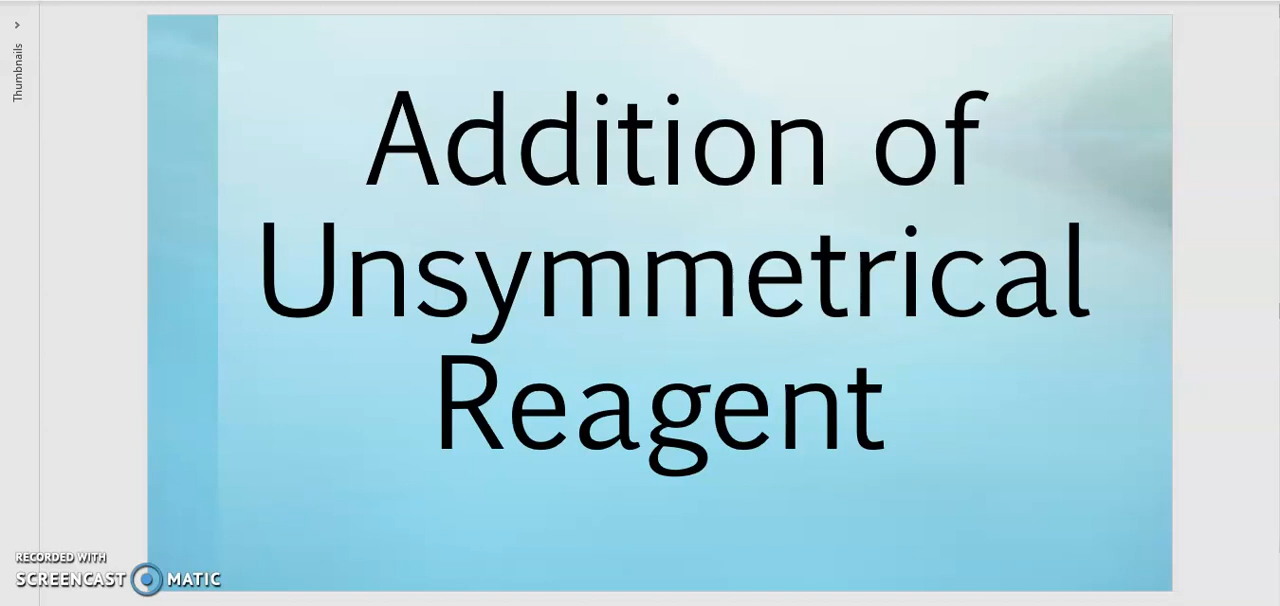 Thumbnails
Addition of
Unsymmetrical
Reagent
RECORDED WITH
SCREENCAST MATIC